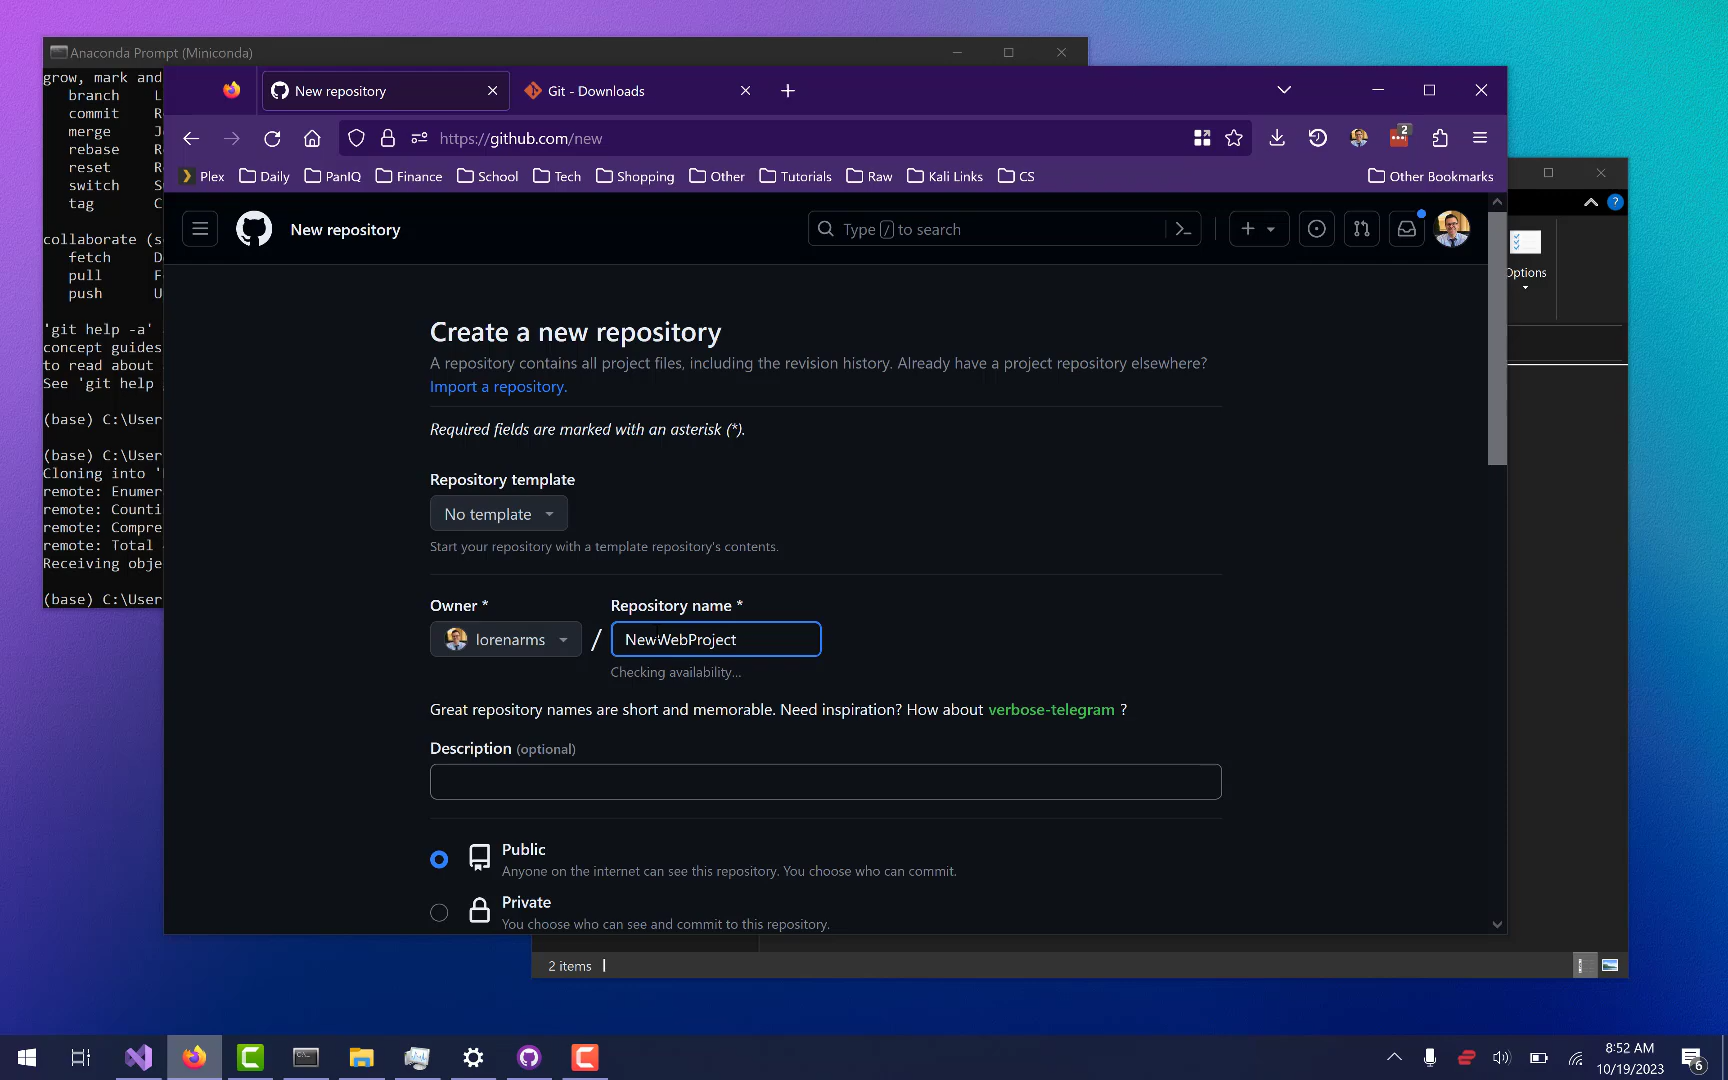 Anaconda Prompt (Miniconda)
grow, mark and
branch L
commit R
merge J
rebase R
reset R
switch S
tag C
collaborate (s
fetch D
pull F
push U
'git help -a'
concept guides
to read about
See 'git help
(base) C:\User
(base) C:\User
Cloning into '
remote: Enumer
remote: Counti
remote: Compre
remote: Total
Receiving obje
(base) C:\User
New repository
Git - Downloads
https://github.com/new
2
Plex
Daily
PanIQ
Finance
School
Tech
Shopping
Other
Tutorials
Raw
Kali Links
CS
Other Bookmarks
New repository
Type / to search
Create a new repository
A repository contains all project files, including the revision history. Already have a project repository elsewhere?
Import a repository.
Required fields are marked with an asterisk (*).
Repository template
No template
Start your repository with a template repository's contents.
Owner *
Repository name *
lorenarms
/
NewWebProject
Checking availability...
Great repository names are short and memorable. Need inspiration? How about verbose-telegram ?
Description (optional)
Public
Anyone on the internet can see this repository. You choose who can commit.
Private
You choose who can see and commit to this repository.
Options
2 items
8:52 AM
10/19/2023
6